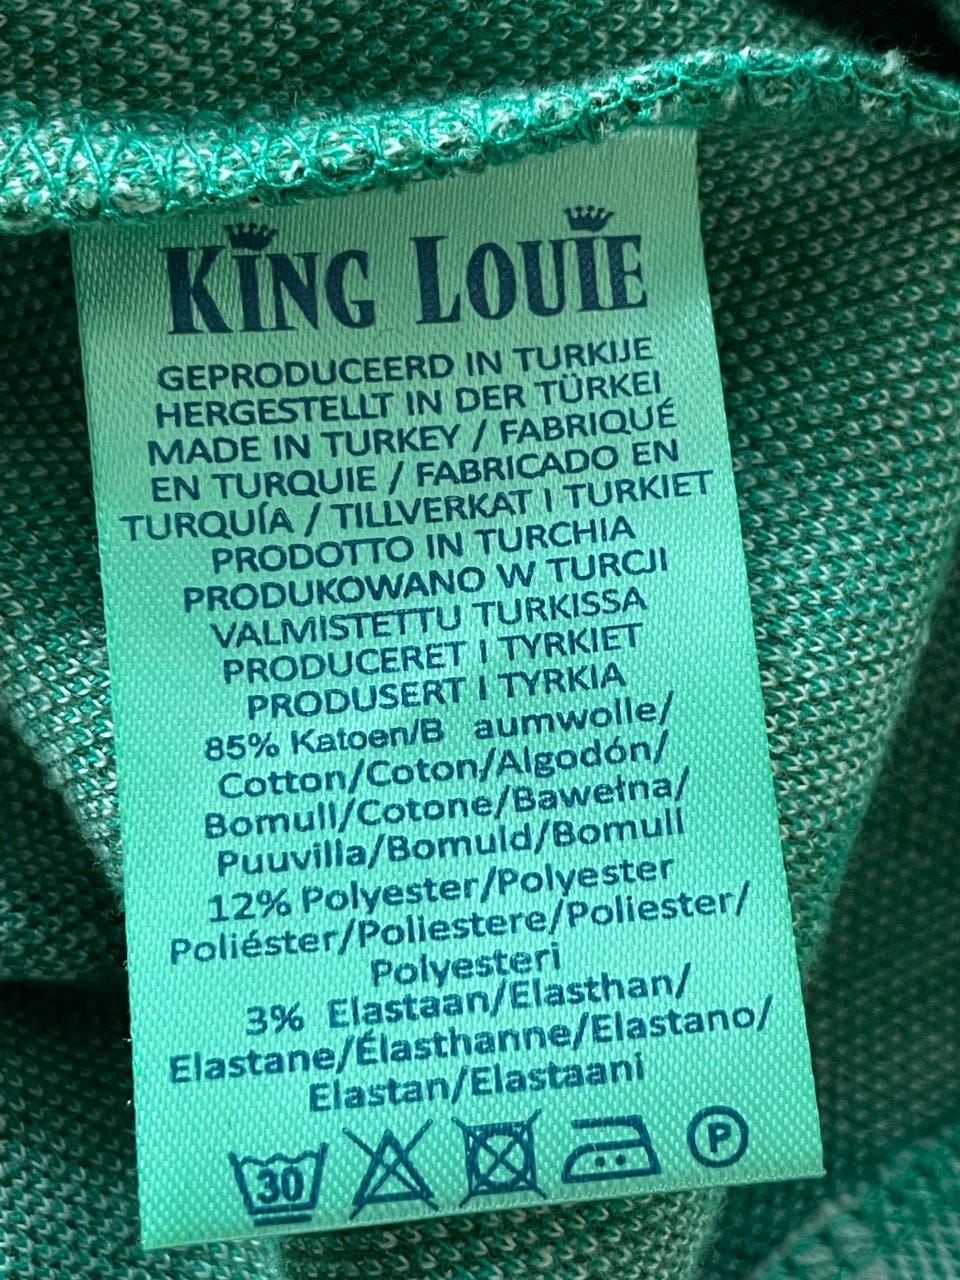 KING LOUIE
GEPRODUCEERD IN TURKIJE
HERGESTELLT IN DER TÜRKEI
MADE IN TURKEY / FABRIQUÉ
EN TURQUIE / FABRICADO EN
TURQUÍA / TILLVERKAT I TURKIET
PRODOTTO IN TURCHIA
PRODUKOWANO W TURCJI
VALMISTETTU TURKISSA
PRODUCERET I TYRKIET
PRODUSERT I TYRKIA
85% Katoen/B aumwolle/
Cotton/Coton/Algodón/
Bomull/Cotone/Bawełna/
Puuvilla/Bomuld/Bomull
12% Polyester/Polyester
Poliéster/Poliestere/Poliester/
Polyesteri
3% Elastaan/Elasthan/
Elastane/Élasthanne/Elastano/
Elastan/Elastaani
30 P